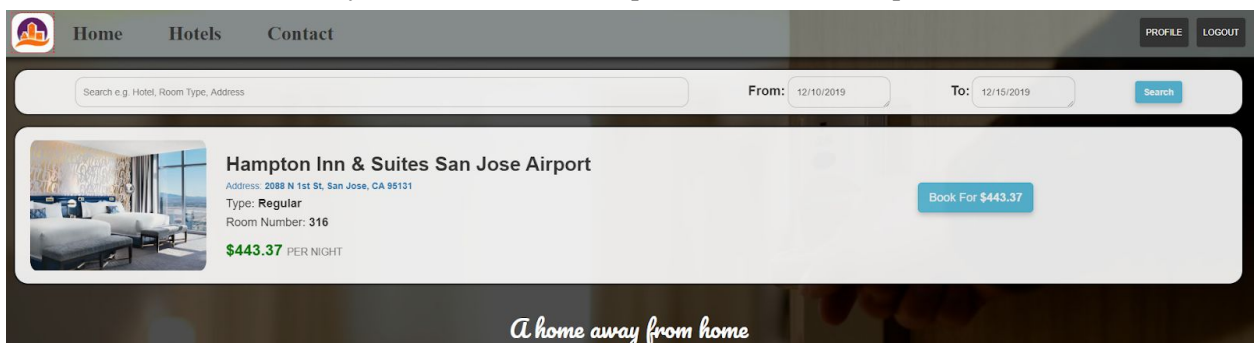 Home Hotels Contact PROFILE LOGOUT
Search e.g. Hotel, Room Type, Address From: 12/10/2019 To: 12/15/2019 Search
Hampton Inn & Suites San Jose Airport
Address: 2088 N 1st St, San Jose, CA 95131
Type: Regular
Room Number: 316
$443.37 PER NIGHT
Book For $443.37
A home away from home